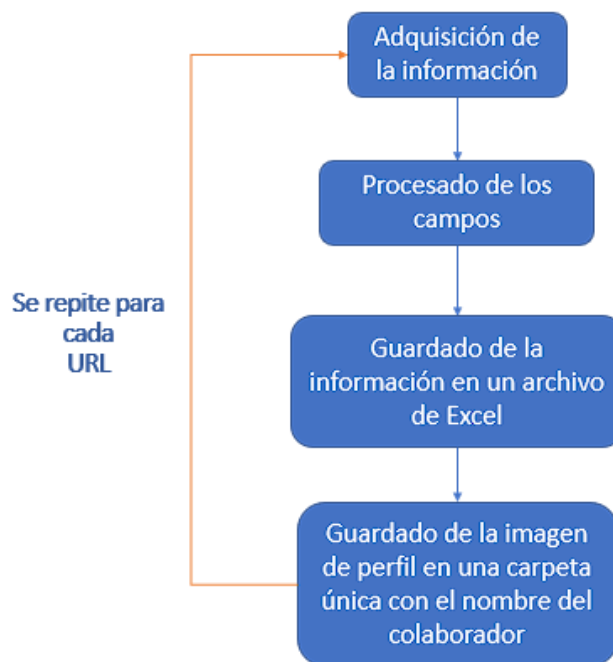 Adquisición de
la información
Procesado de los
campos
Se repite para
cada
URL
Guardado de la
información en un archivo
de Excel
Guardado de la imagen
de perfil en una carpeta
única con el nombre del
colaborador